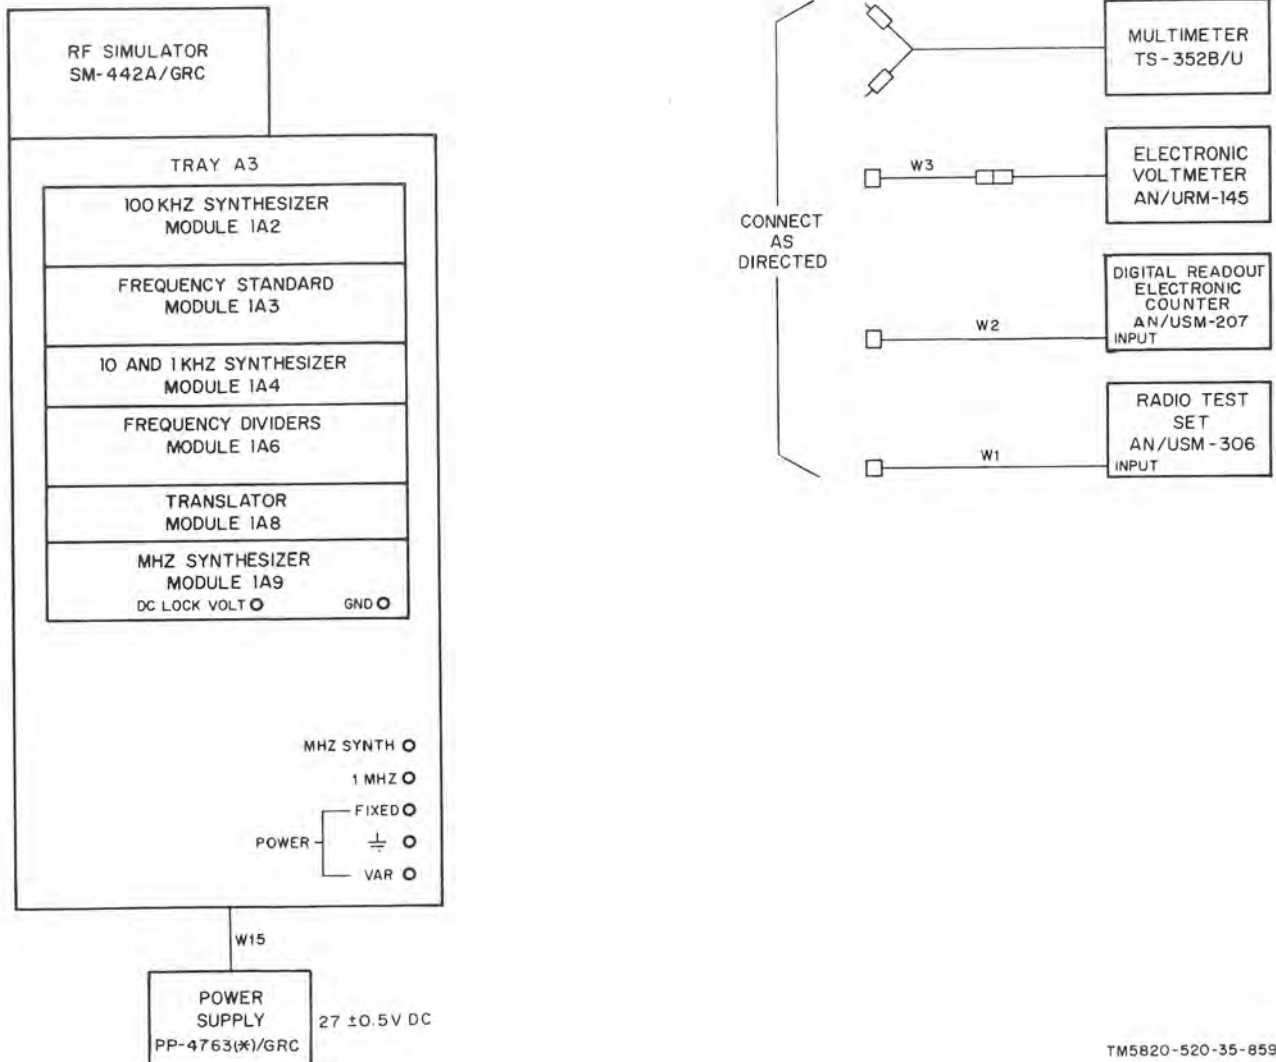 RF SIMULATOR
SM-442A/GRC
TRAY A3
100KHZ SYNTHESIZER
MODULE 1A2
FREQUENCY STANDARD
MODULE 1A3
10 AND 1KHZ SYNTHESIZER
MODULE 1A4
FREQUENCY DIVIDERS
MODULE 1A6
TRANSLATOR
MODULE 1A8
MHZ SYNTHESIZER
MODULE 1A9
DC LOCK VOLT
GND
MHZ SYNTH
1 MHZ
FIXED
POWER
VAR
W15
POWER
SUPPLY
PP-4763(*)/GRC
27 ±0.5V DC
CONNECT
AS
DIRECTED
MULTIMETER
TS-352B/U
W3
ELECTRONIC
VOLTMETER
AN/URM-145
W2
DIGITAL READOUT
ELECTRONIC
COUNTER
AN/USM-207
INPUT
W1
RADIO TEST
SET
AN/USM-306
INPUT
TM5820-520-35-859